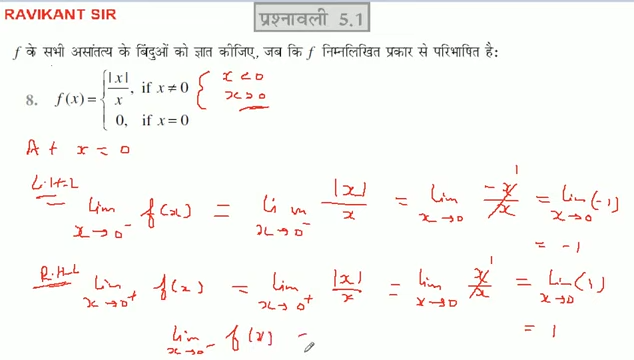 RAVIKANT SIR
प्रश्नावली 5.1
f के सभी असांतत्य के बिंदुओं को ज्ञात कीजिए, जब कि f निम्नलिखित प्रकार से परिभाषित है:
8. f(x) = { |x|/x, if x ≠ 0 { x < 0
0, if x = 0 x > 0
At x = 0
L.H.L lim x→0⁻ f(x) = lim x→0⁻ |x|/x = lim x→0 -x/x 1 = lim x→0 (-1)
= -1
R.H.L lim x→0⁺ f(x) = lim x→0⁺ |x|/x = lim x→0 x/x 1 = lim x→0 (1)
= 1
lim x→0⁻ f(x) =